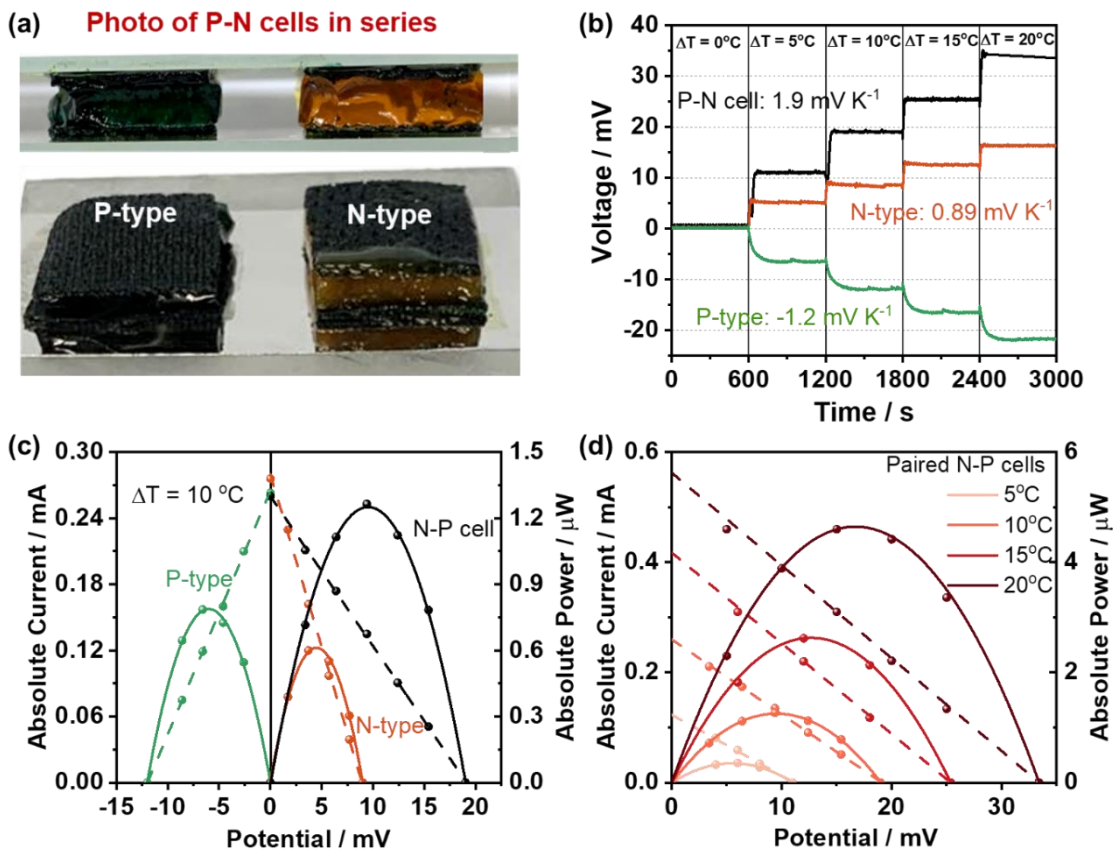 (a)
Photo of P-N cells in series
P-type
N-type
(b)
Voltage / mV
40
30
20
10
0
-10
-20
ΔT = 0°C
ΔT = 5°C
ΔT = 10°C
ΔT = 15°C
ΔT = 20°C
P-N cell: 1.9 mV K⁻¹
N-type: 0.89 mV K⁻¹
P-type: -1.2 mV K⁻¹
0
600
1200
1800
2400
3000
Time / s
(c)
Absolute Current / mA
0.30
0.24
0.18
0.12
0.06
0.00
ΔT = 10 °C
N-P cell
P-type
N-type
1.5
1.2
0.9
0.6
0.3
0.0
Absolute Power / μW
-15
-10
-5
0
5
10
15
20
Potential / mV
(d)
Absolute Current / mA
0.6
0.4
0.2
0.0
Paired N-P cells
5°C
10°C
15°C
20°C
6
4
2
0
Absolute Power / μW
0
10
20
30
Potential / mV